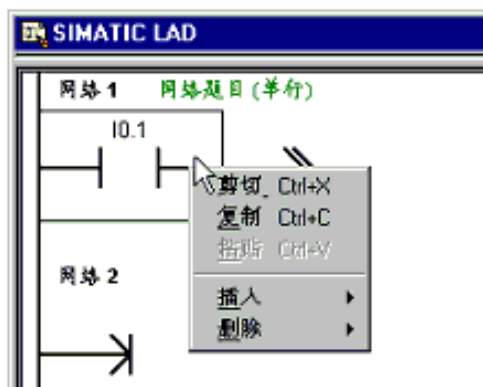 SIMATIC LAD
网络 1 网络题目 (单行)
I0.1
剪切 Ctrl+X
复制 Ctrl+C
粘贴 Ctrl+V
网络 2
插入
删除